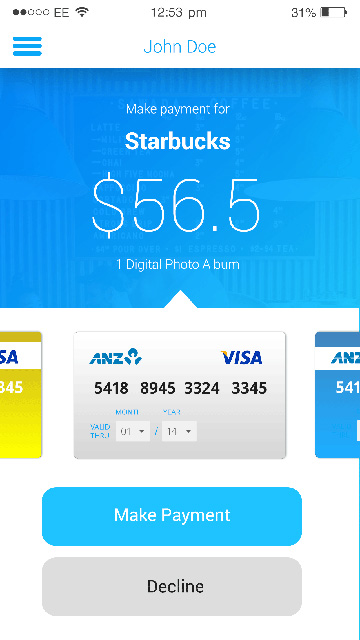 EE 12:53 pm 31%
John Doe
Make payment for
Starbucks
$56.5
1 Digital Photo Album
SA ANZ VISA ANZ
345 5418 8945 3324 3345 541
MONTH YEAR
VALID THRU 01 / 14
Make Payment
Decline